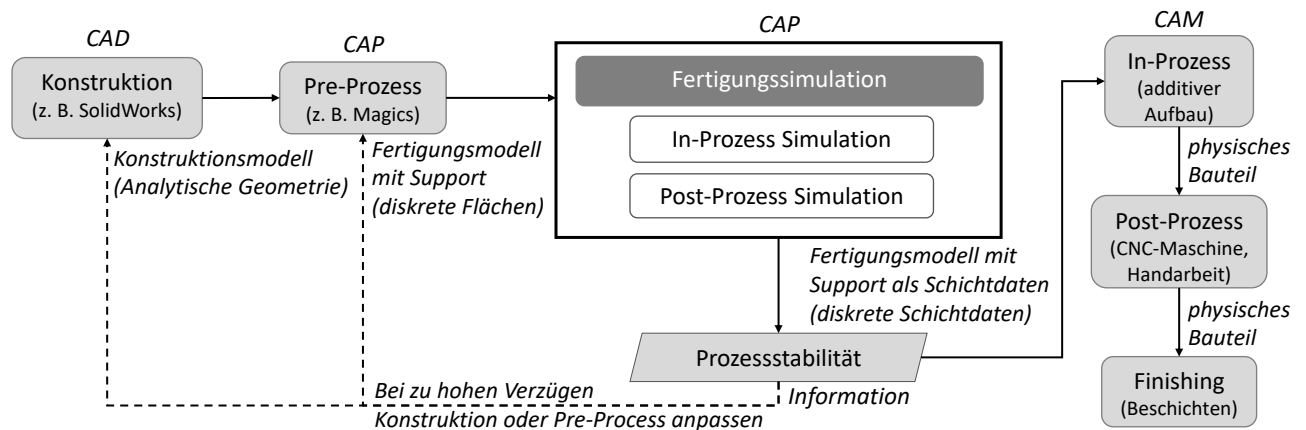 CAD
Konstruktion
(z. B. SolidWorks)
Konstruktionsmodell
(Analytische Geometrie)
CAP
Pre-Prozess
(z. B. Magics)
Fertigungsmodell
mit Support
(diskrete Flächen)
CAP
Fertigungssimulation
In-Prozess Simulation
Post-Prozess Simulation
Fertigungsmodell mit
Support als Schichtdaten
(diskrete Schichtdaten)
Prozessstabilität
Information
Bei zu hohen Verzügen
Konstruktion oder Pre-Process anpassen
CAM
In-Prozess
(additiver
Aufbau)
physisches
Bauteil
Post-Prozess
(CNC-Maschine,
Handarbeit)
physisches
Bauteil
Finishing
(Beschichten)